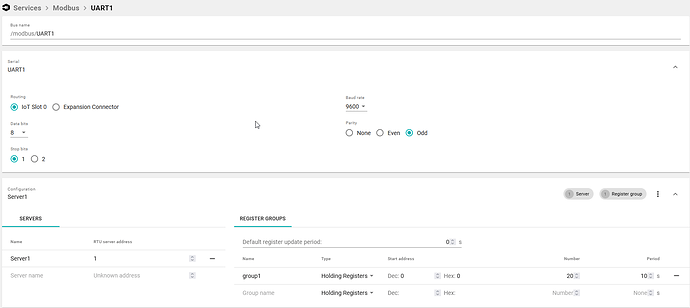 Services > Modbus > UART1
Bus name
/modbus/UART1
Serial
UART1
Routing
IoT Slot 0 Expansion Connector
Baud rate
9600
Data bits
8
Parity
None Even Odd
Stop bits
1 2
Configuration
Server1
1 Server 1 Register group
SERVERS
REGISTER GROUPS
Default register update period: 0 s
Name RTU server address
Name Type Start address Number Period
Server1 1
group1 Holding Registers Dec: 0 Hex: 0 20 10 s
Server name Unknown address
Group name Holding Registers Dec: Hex: Number None s